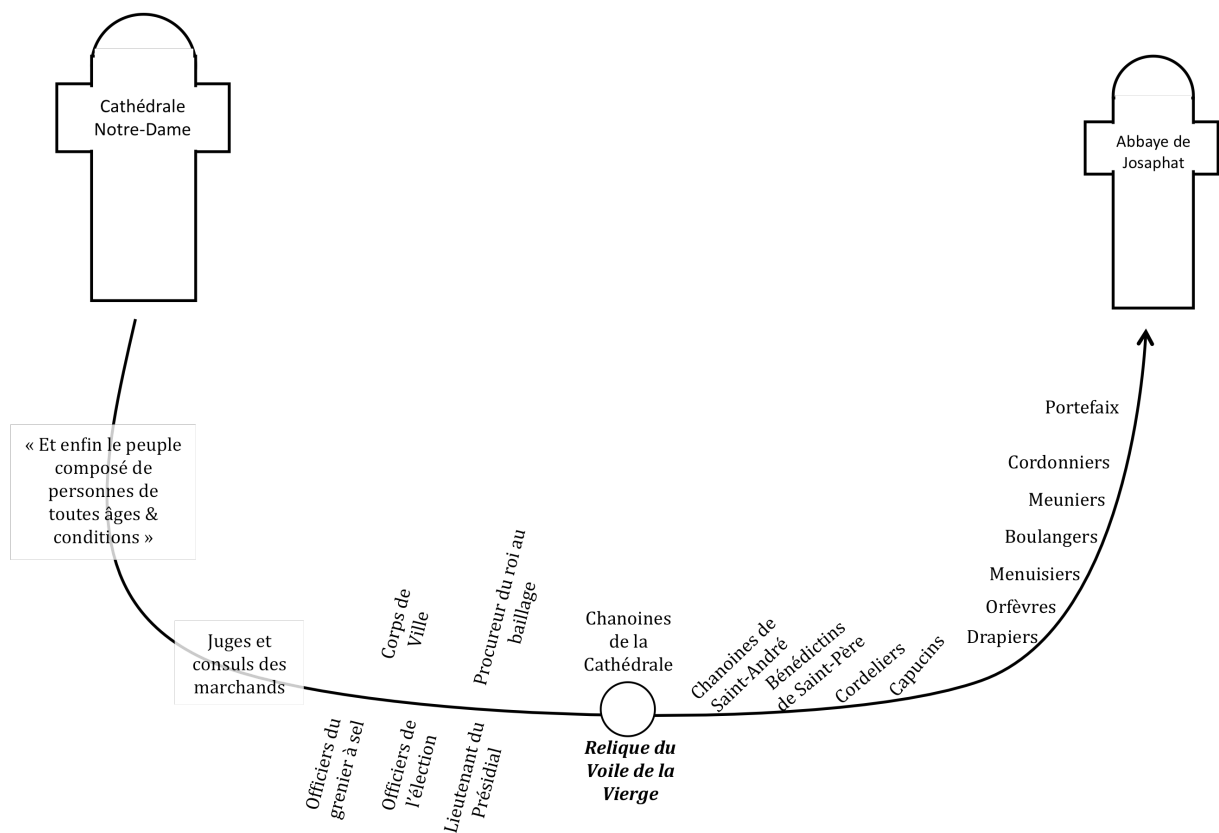 Cathédrale
Notre-Dame
Abbaye de
Josaphat
« Et enfin le peuple
composé de
personnes de
toutes âges &
conditions »
Juges et
consuls des
marchands
Officiers du
grenier à sel
Corps de
Ville
Officiers de
l'élection
Procureur du roi au
baillage
Lieutenant du
Présidial
Chanoines
de la
Cathédrale
Relique du
Voile de la
Vierge
Chanoines de
Saint-André
Bénédictins
de Saint-Père
Cordeliers
Capucins
Drapiers
Orfèvres
Menuisiers
Boulangers
Meuniers
Cordonniers
Portefaix